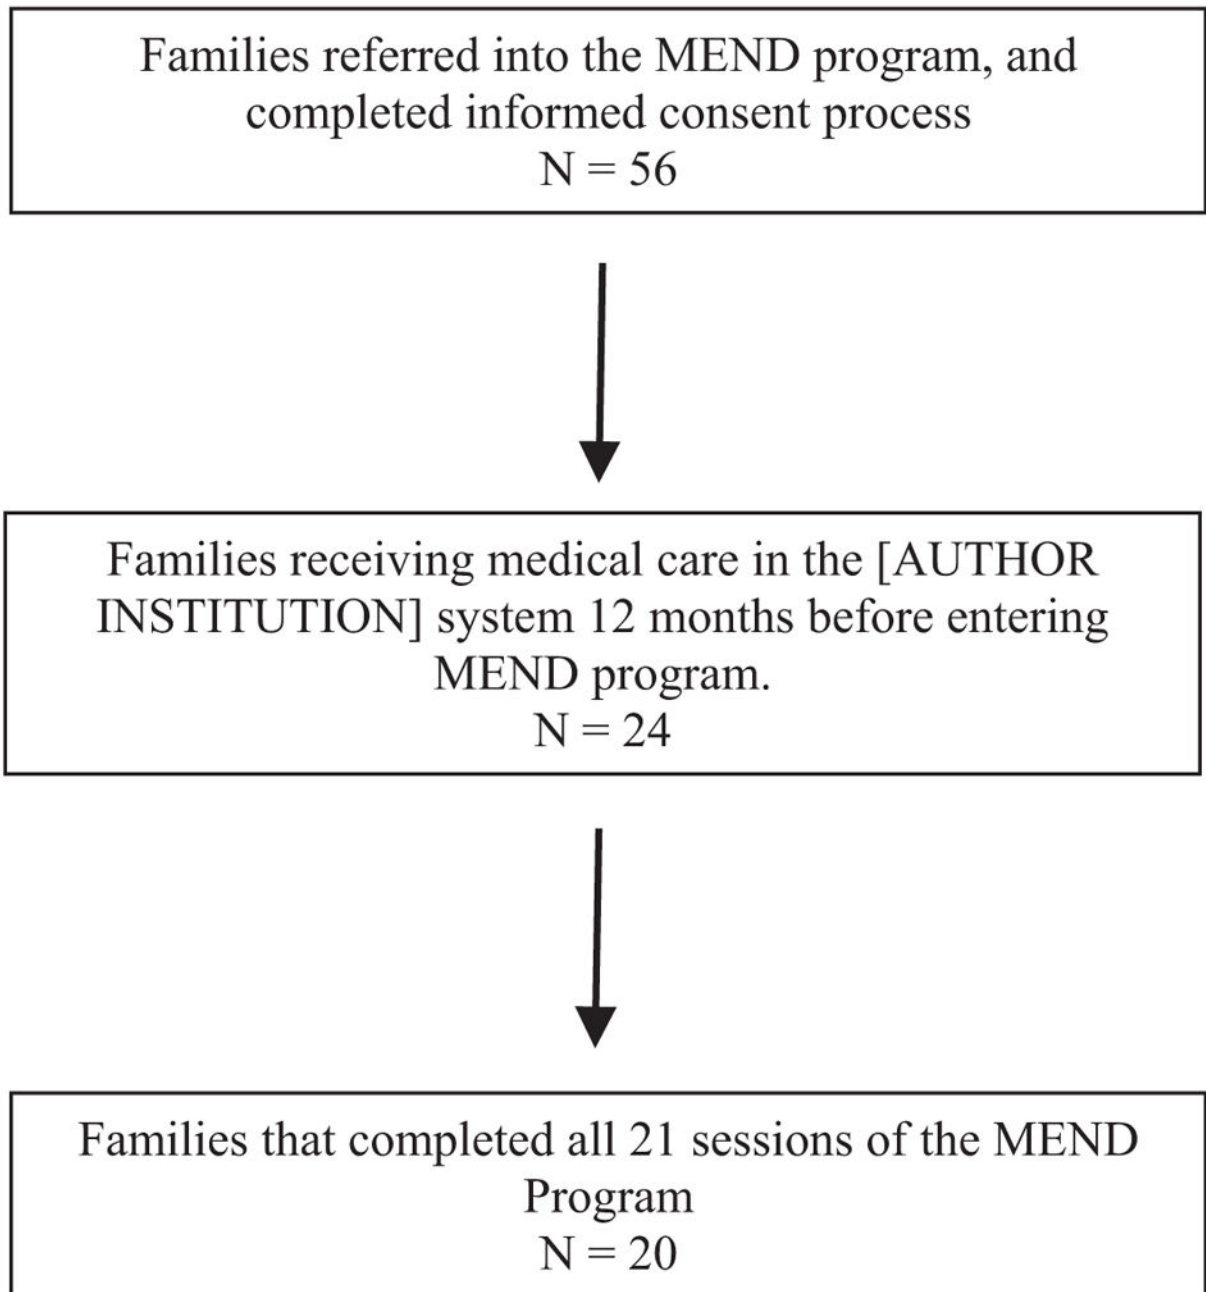 Families referred into the MEND program, and
completed informed consent process
N = 56
Families receiving medical care in the [AUTHOR
INSTITUTION] system 12 months before entering
MEND program.
N = 24
Families that completed all 21 sessions of the MEND
Program
N = 20